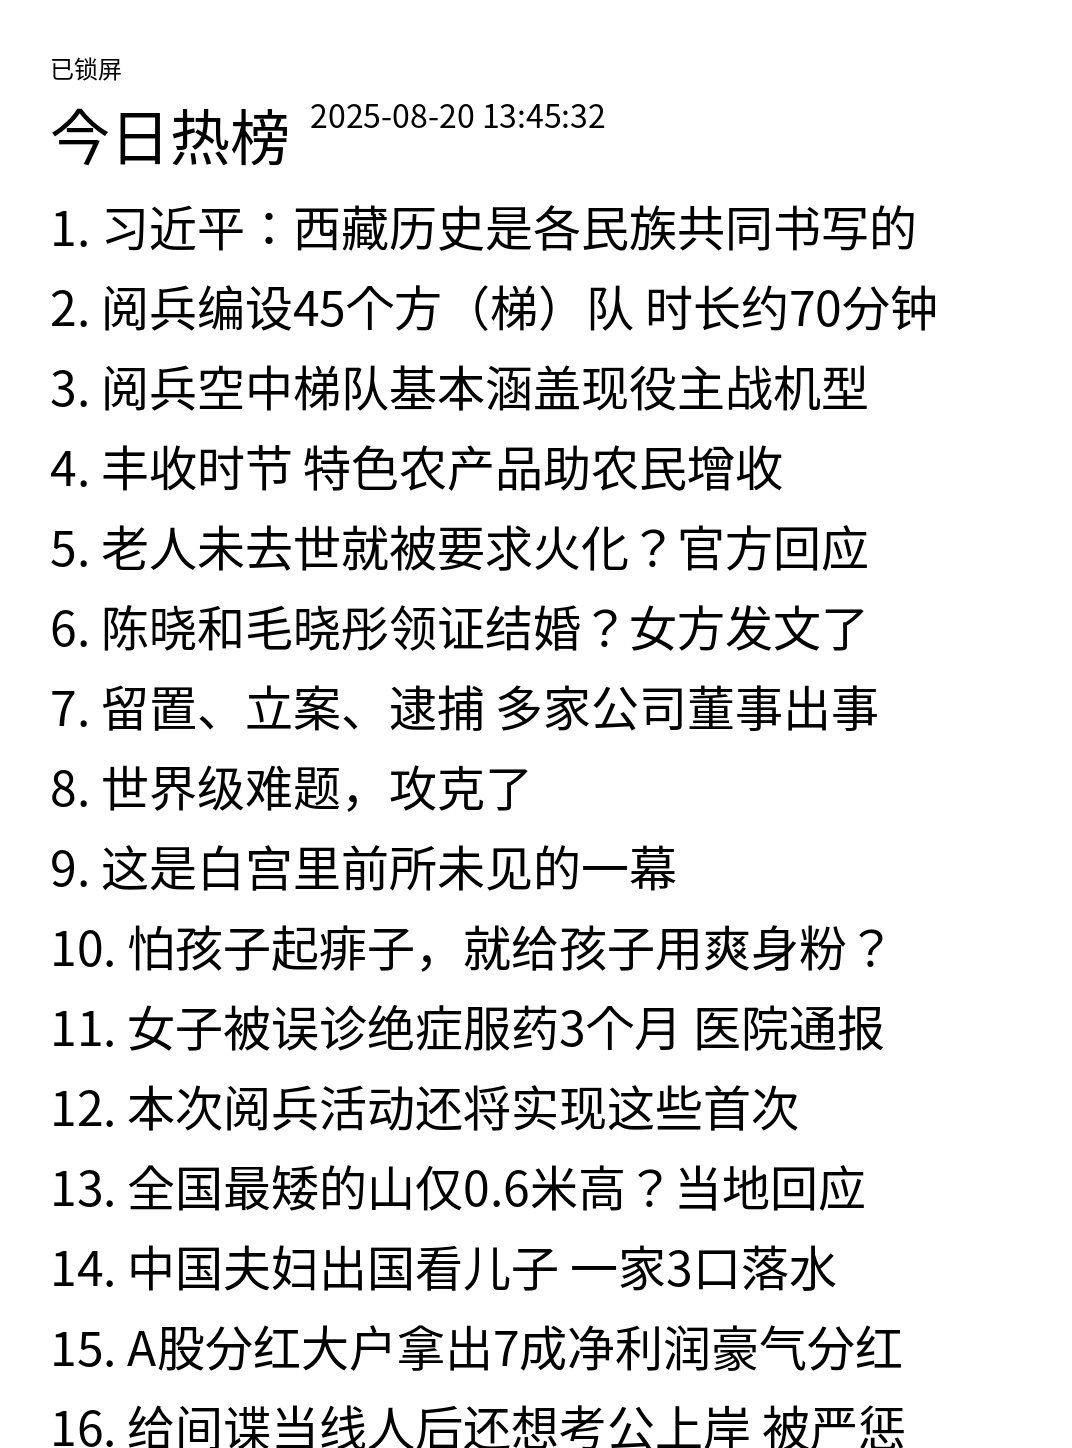 已锁屏
今日热榜 2025-08-20 13:45:32
1. 习近平：西藏历史是各民族共同书写的
2. 阅兵编设45个方（梯）队 时长约70分钟
3. 阅兵空中梯队基本涵盖现役主战机型
4. 丰收时节 特色农产品助农民增收
5. 老人未去世就被要求火化？官方回应
6. 陈晓和毛晓彤领证结婚？女方发文了
7. 留置、立案、逮捕 多家公司董事出事
8. 世界级难题，攻克了
9. 这是白宫里前所未见的一幕
10. 怕孩子起痱子，就给孩子用爽身粉？
11. 女子被误诊绝症服药3个月 医院通报
12. 本次阅兵活动还将实现这些首次
13. 全国最矮的山仅0.6米高？当地回应
14. 中国夫妇出国看儿子 一家3口落水
15. A股分红大户拿出7成净利润豪气分红
16. 给间谍当线人后还想考公上岸 被严惩